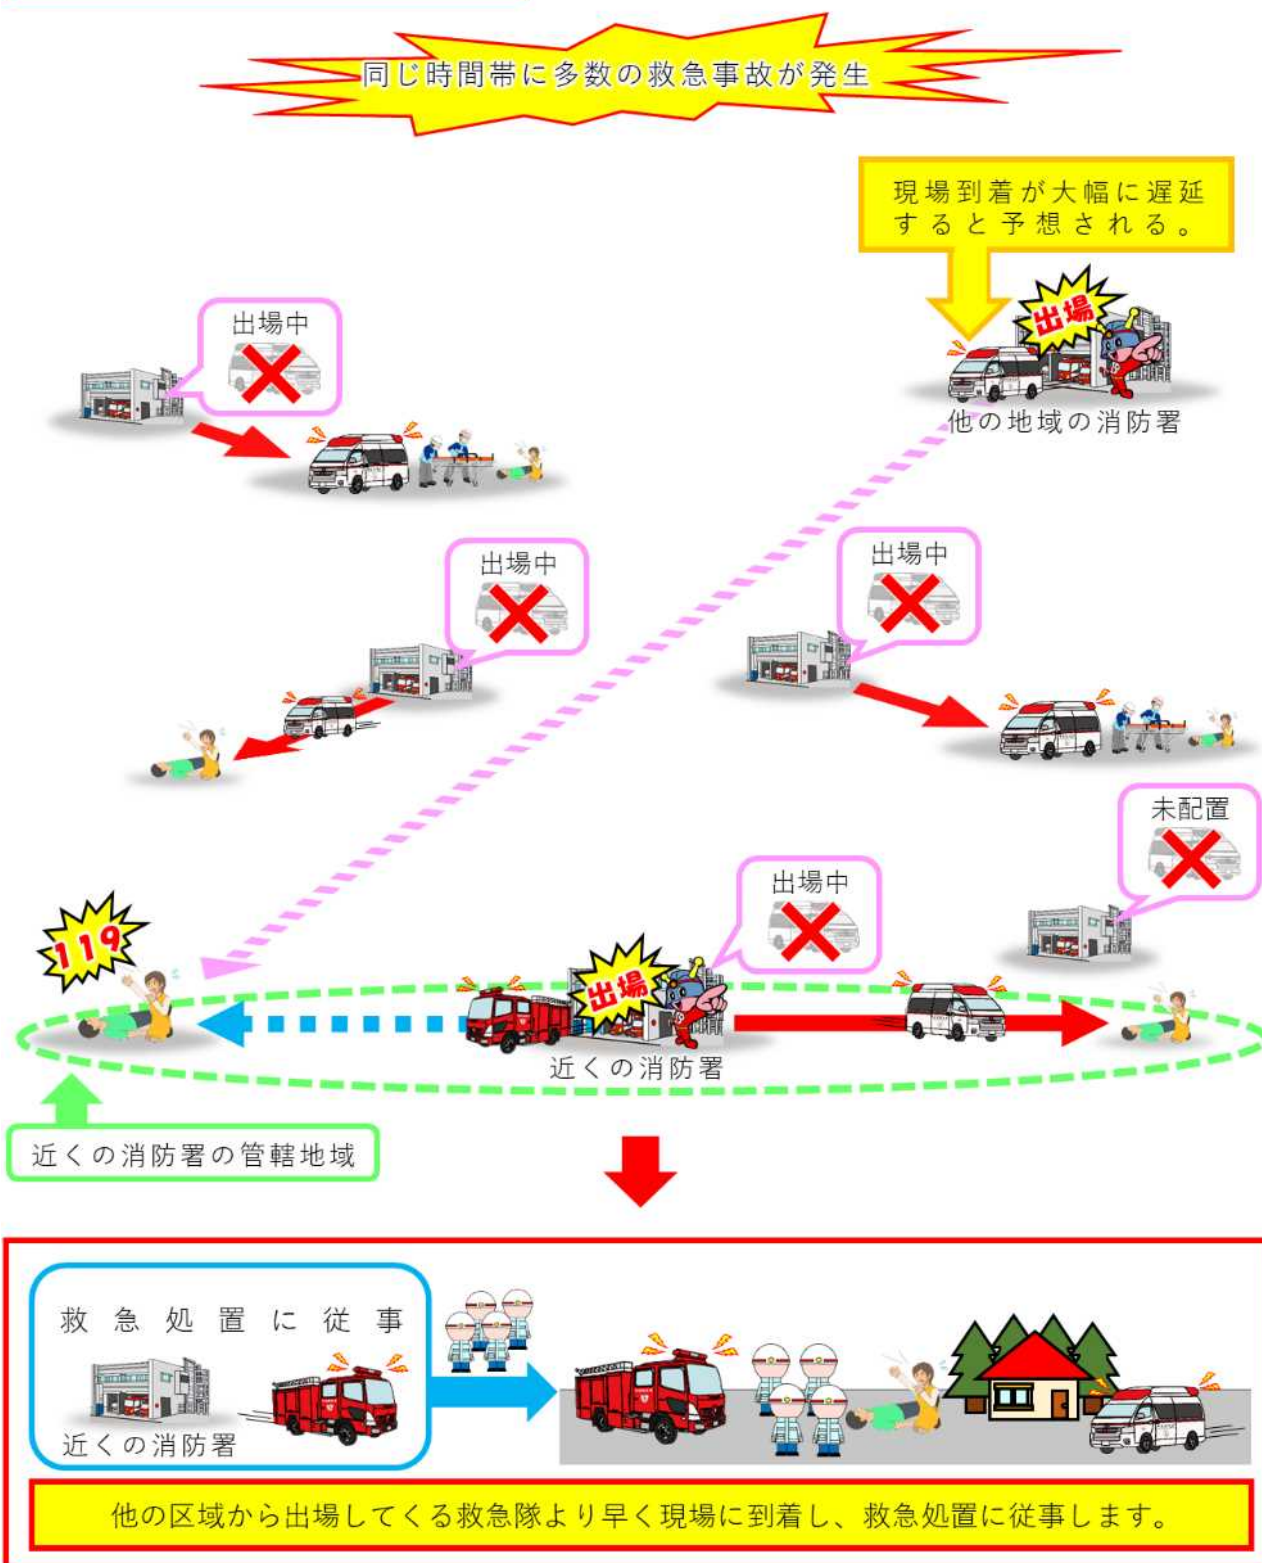 同じ時間帯に多数の救急事故が発生
現場到着が大幅に遅延
すると予想される。
出場中
出場
他の地域の消防署
出場中
出場中
未配置
出場中
119
出場
近くの消防署
近くの消防署の管轄地域
救急処置に従事
近くの消防署
他の区域から出場してくる救急隊より早く現場に到着し、救急処置に従事します。